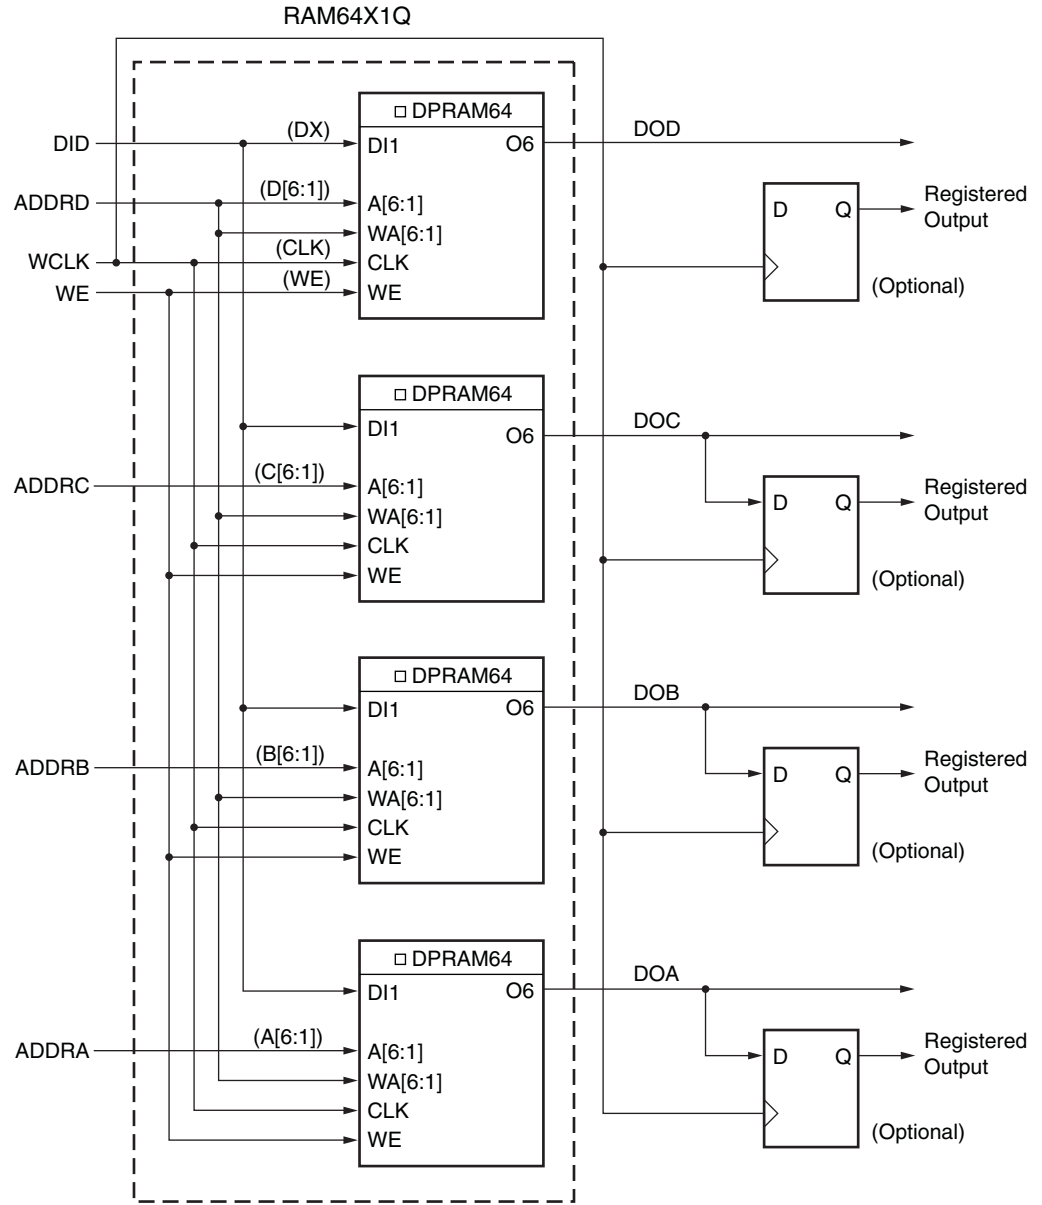 RAM64X1Q
DPRAM64
DID
(DX)
DI1
O6
DOD
ADDRD
(D[6:1])
A[6:1]
WA[6:1]
WCLK
(CLK)
CLK
WE
(WE)
WE
D
Q
Registered
Output
(Optional)
DPRAM64
DI1
O6
DOC
ADDRC
(C[6:1])
A[6:1]
WA[6:1]
CLK
WE
D
Q
Registered
Output
(Optional)
DPRAM64
DI1
O6
DOB
ADDRB
(B[6:1])
A[6:1]
WA[6:1]
CLK
WE
D
Q
Registered
Output
(Optional)
DPRAM64
DI1
O6
DOA
ADDRA
(A[6:1])
A[6:1]
WA[6:1]
CLK
WE
D
Q
Registered
Output
(Optional)